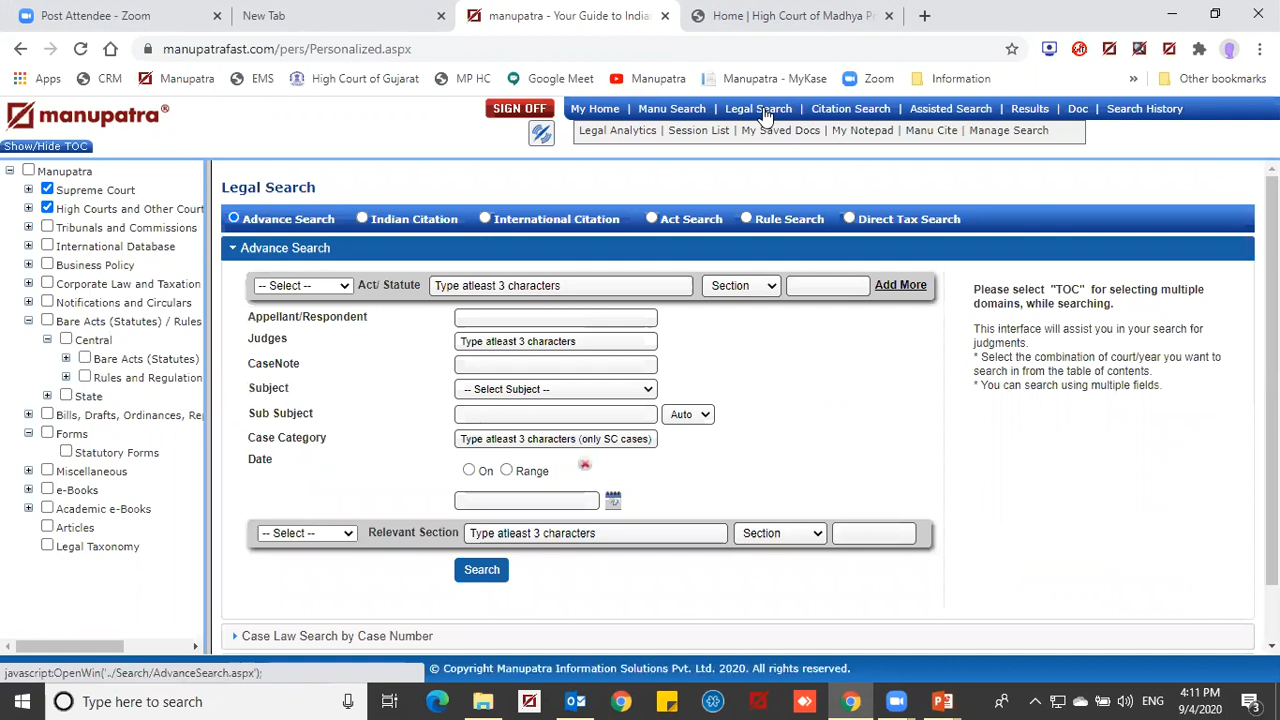 Post Attendee - Zoom
New Tab
manupatra - Your Guide to Indian
Home | High Court of Madhya Pr
manupatrafast.com/pers/Personalized.aspx
Apps
CRM
Manupatra
EMS
High Court of Gujarat
MP HC
Google Meet
Manupatra
Manupatra - MyKase
Zoom
Information
Other bookmarks
manupatra®
SIGN OFF
My Home | Manu Search | Legal Search | Citation Search | Assisted Search | Results | Doc | Search History
Legal Analytics | Session List | My Saved Docs | My Notepad | Manu Cite | Manage Search
Show/Hide TOC
Manupatra
Supreme Court
High Courts and Other Court
Tribunals and Commissions
International Database
Business Policy
Corporate Law and Taxation
Notifications and Circulars
Bare Acts (Statutes) / Rules
Central
Bare Acts (Statutes)
Rules and Regulation
State
Bills, Drafts, Ordinances, Re
Forms
Statutory Forms
Miscellaneous
e-Books
Academic e-Books
Articles
Legal Taxonomy
Legal Search
Advance Search
Indian Citation
International Citation
Act Search
Rule Search
Direct Tax Search
Advance Search
-- Select -- Act/ Statute Type atleast 3 characters Section Add More
Appellant/Respondent
Judges Type atleast 3 characters
CaseNote
Subject -- Select Subject --
Sub Subject Auto
Case Category Type atleast 3 characters (only SC cases)
Date
On Range
-- Select -- Relevant Section Type atleast 3 characters Section
Search
Please select "TOC" for selecting multiple
domains, while searching.
This interface will assist you in your search for
judgments.
* Select the combination of court/year you want to
search in from the table of contents.
* You can search using multiple fields.
Case Law Search by Case Number
javascript:OpenWin('../Search/AdvanceSearch.aspx');
© Copyright Manupatra Information Solutions Pvt. Ltd. 2020. All rights reserved.
Type here to search
ENG
4:11 PM
9/4/2020
3